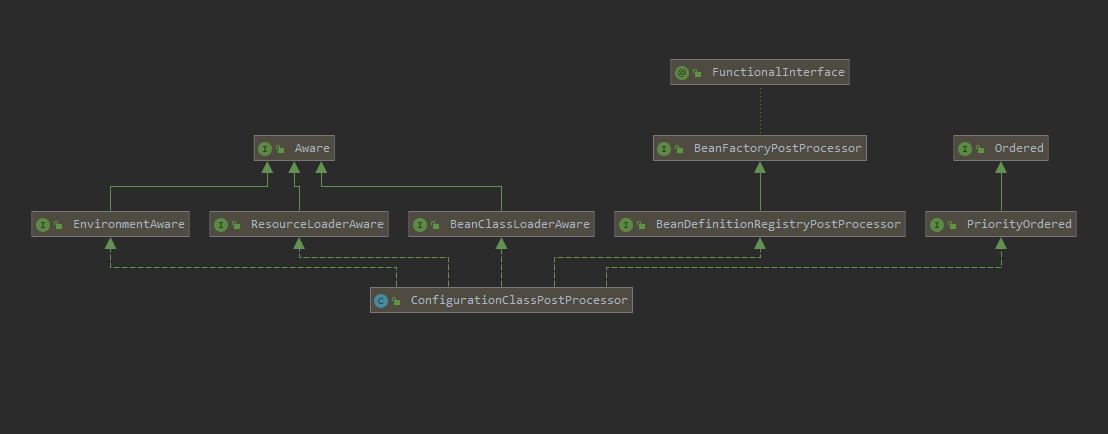 FunctionalInterface
Aware
BeanFactoryPostProcessor
Ordered
EnvironmentAware
ResourceLoaderAware
BeanClassLoaderAware
BeanDefinitionRegistryPostProcessor
PriorityOrdered
ConfigurationClassPostProcessor